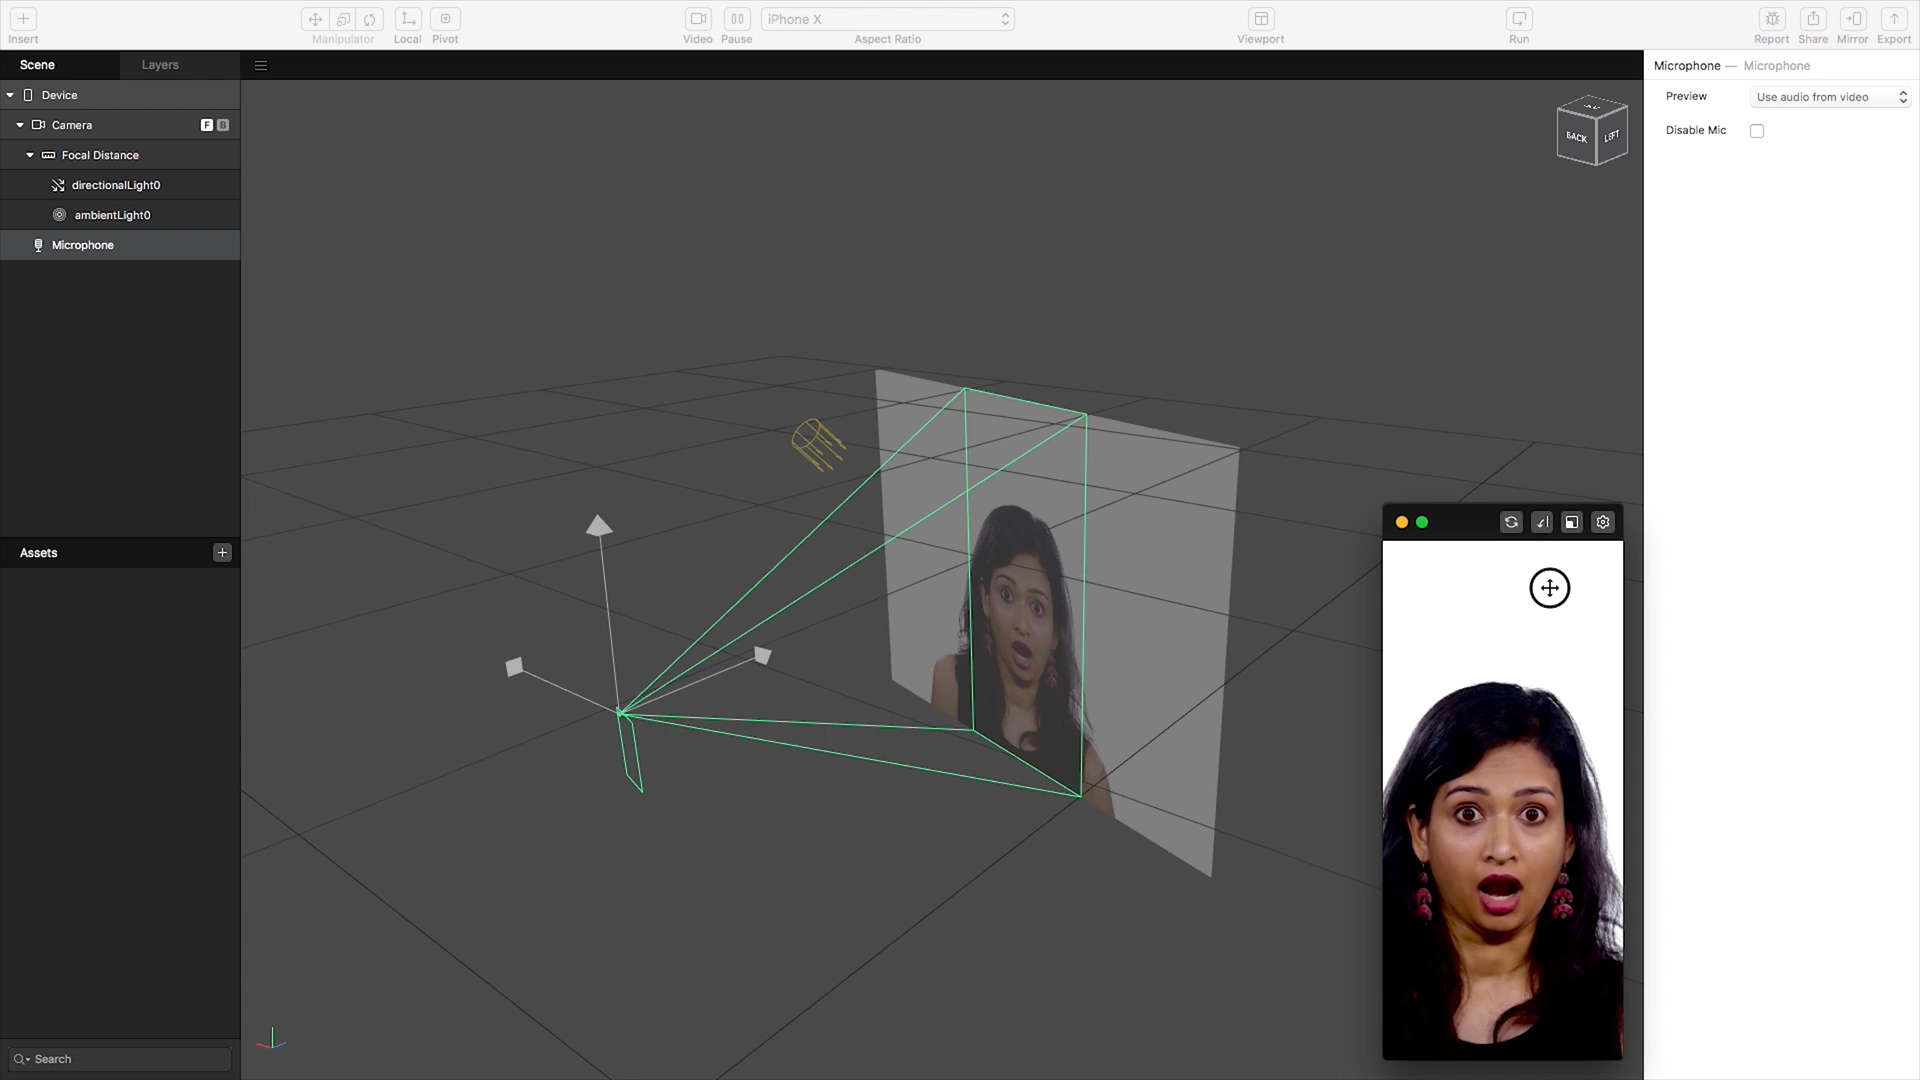 Insert
Manipulator
Local
Pivot
Video
Pause
iPhone X
Aspect Ratio
Viewport
Run
Report
Share
Mirror
Export
Scene
Layers
Device
Camera
F
B
Focal Distance
directionalLight0
ambientLight0
Microphone
Assets
Search
BACK
LEFT
Microphone — Microphone
Preview
Use audio from video
Disable Mic